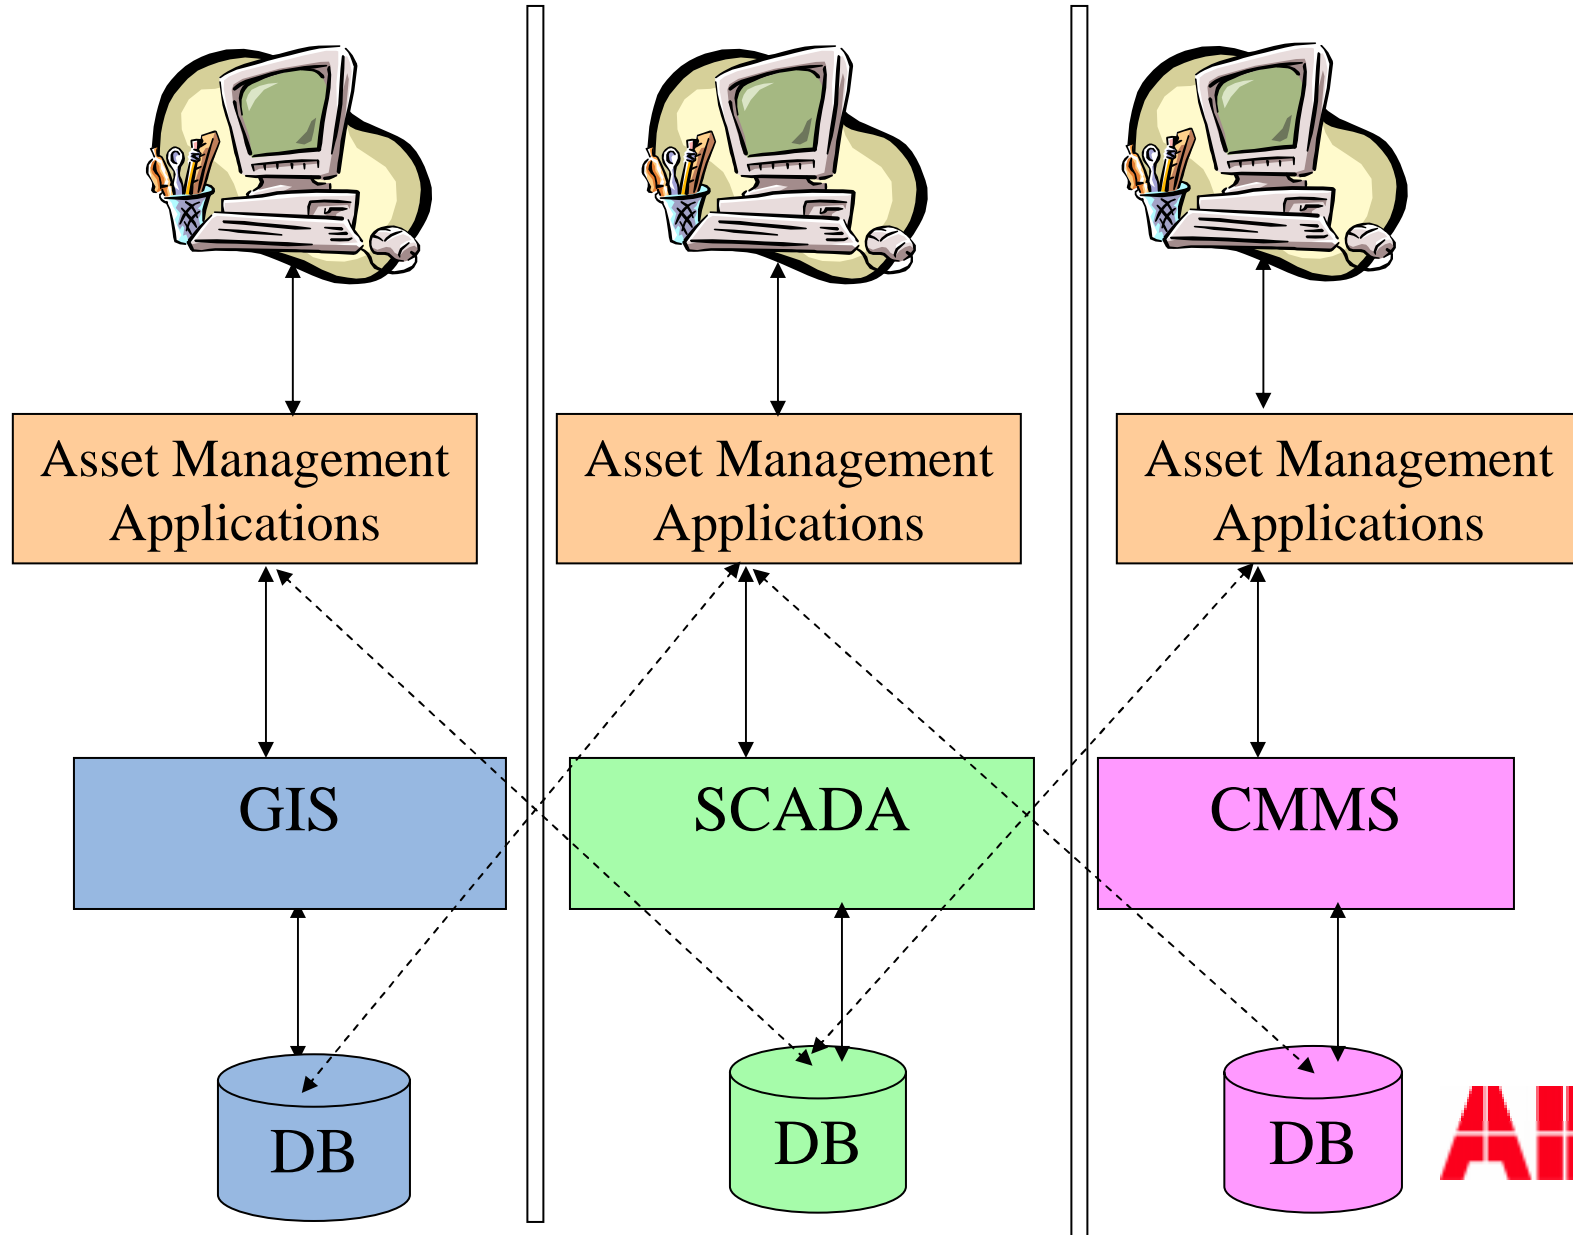 Asset Management
Applications
Asset Management
Applications
Asset Management
Applications
GIS
SCADA
CMMS
DB
DB
DB